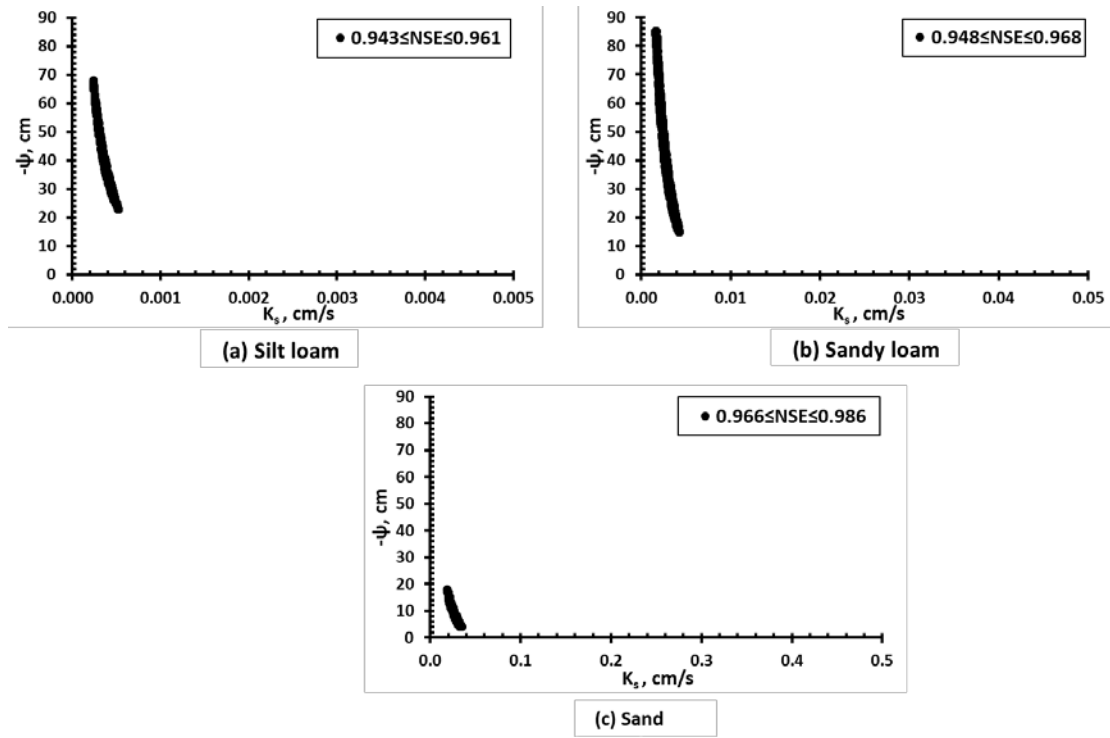 90
80
70
60
50
40
30
20
10
0
-ψ, cm
0.943≤NSE≤0.961
0.000 0.001 0.002 0.003 0.004 0.005
Ks , cm/s
(a) Silt loam
90
80
70
60
50
40
30
20
10
0
-ψ, cm
0.948≤NSE≤0.968
0.00 0.01 0.02 0.03 0.04 0.05
Ks , cm/s
(b) Sandy loam
90
80
70
60
50
40
30
20
10
0
-ψ, cm
0.966≤NSE≤0.986
0.0 0.1 0.2 0.3 0.4 0.5
Ks , cm/s
(c) Sand